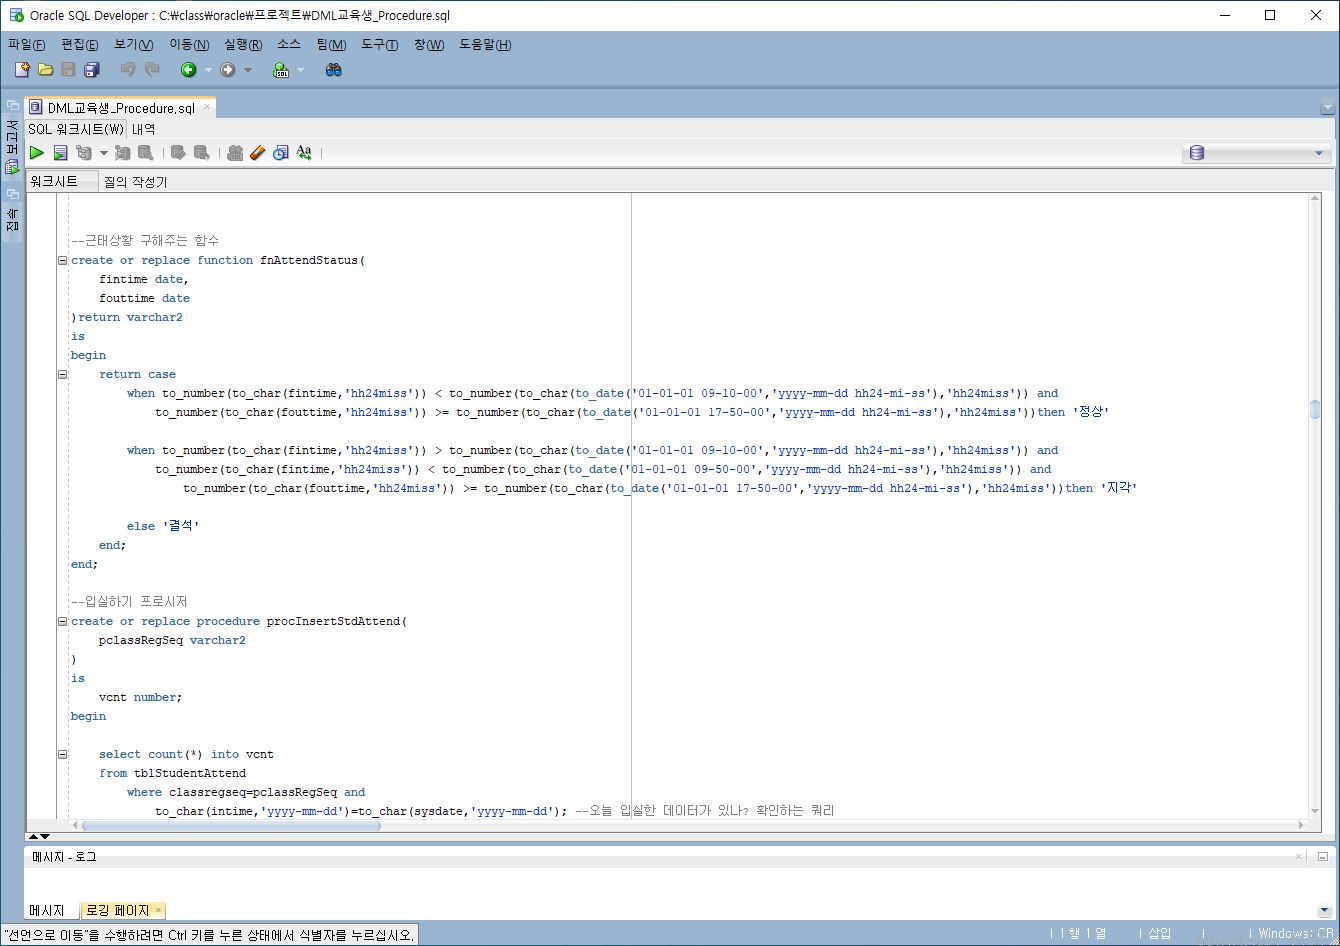 Oracle SQL Developer : C:\class\oracle\프로젝트\DML교육생_Procedure.sql
파일(F) 편집(E) 보기(V) 이동(N) 실행(R) 소스 팀(M) 도구(T) 창(W) 도움말(H)
SQL
보고서
접속
DML교육생_Procedure.sql
SQL 워크시트(W) 내역
Aa
워크시트 질의 작성기
--근태상황 구해주는 함수
create or replace function fnAttendStatus(
    fintime date,
    fouttime date
)return varchar2
is
begin
    return case
        when to_number(to_char(fintime,'hh24miss')) < to_number(to_char(to_date('01-01-01 09-10-00','yyyy-mm-dd hh24-mi-ss'),'hh24miss')) and
            to_number(to_char(fouttime,'hh24miss')) >= to_number(to_char(to_date('01-01-01 17-50-00','yyyy-mm-dd hh24-mi-ss'),'hh24miss'))then '정상'
        when to_number(to_char(fintime,'hh24miss')) > to_number(to_char(to_date('01-01-01 09-10-00','yyyy-mm-dd hh24-mi-ss'),'hh24miss')) and
            to_number(to_char(fintime,'hh24miss')) < to_number(to_char(to_date('01-01-01 09-50-00','yyyy-mm-dd hh24-mi-ss'),'hh24miss')) and
                to_number(to_char(fouttime,'hh24miss')) >= to_number(to_char(to_date('01-01-01 17-50-00','yyyy-mm-dd hh24-mi-ss'),'hh24miss'))then '지각'
        else '결석'
    end;
end;
--입실하기 프로시저
create or replace procedure procInsertStdAttend(
    pclassRegSeq varchar2
)
is
    vcnt number;
begin
    select count(*) into vcnt
    from tblStudentAttend
        where classregseq=pclassRegSeq and
            to_char(intime,'yyyy-mm-dd')=to_char(sysdate,'yyyy-mm-dd'); --오늘 입실한 데이터가 있나? 확인하는 쿼리
메시지 - 로그
메시지 로깅 페이지
"선언으로 이동"을 수행하려면 Ctrl 키를 누른 상태에서 식별자를 누르십시오. 1 행 1 열 삽입 Windows: CR